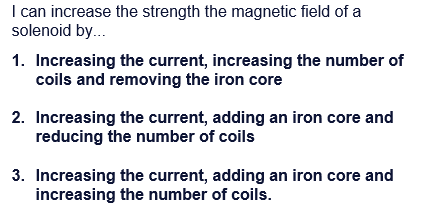 I can increase the strength the magnetic field of a
solenoid by...
1. Increasing the current, increasing the number of
coils and removing the iron core
2. Increasing the current, adding an iron core and
reducing the number of coils
3. Increasing the current, adding an iron core and
increasing the number of coils.